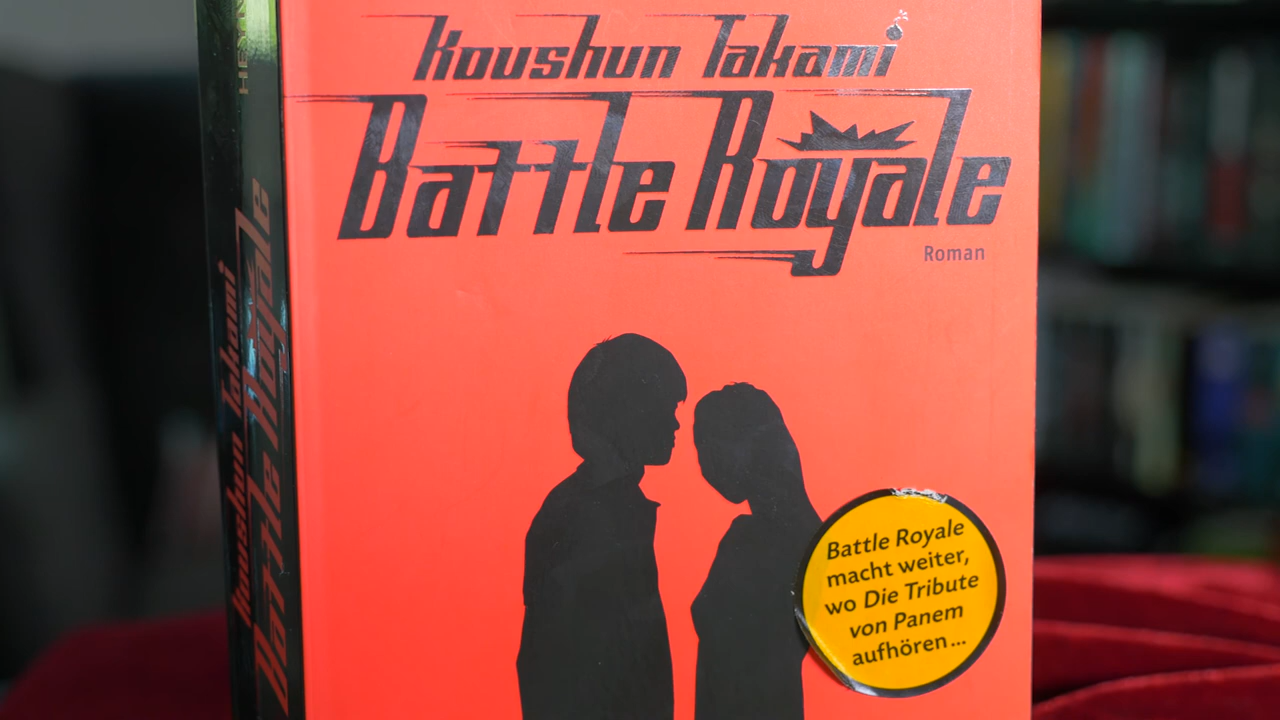 Koushun Takami
Battle Royale
Roman
Battle Royale
macht weiter,
wo Die Tribute
von Panem
aufhören...
Koushun Takami
Battle Royale